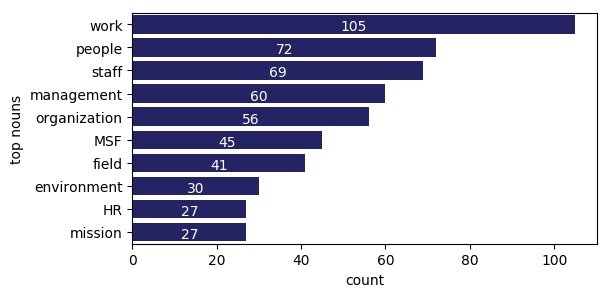 top nouns
work 105
people 72
staff 69
management 60
organization 56
MSF 45
field 41
environment 30
HR 27
mission 27
0 20 40 60 80 100
count